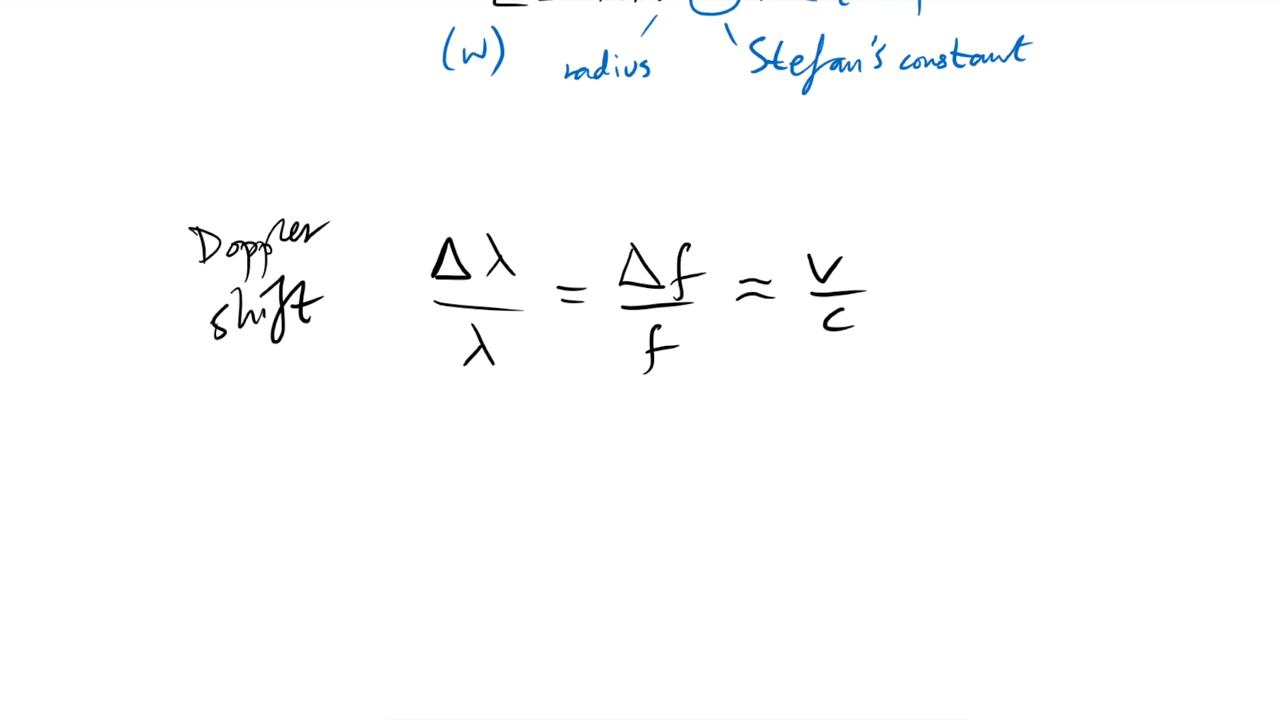 (W) radius Stefan's constant
Doppler shift
Δλ/λ = Δf/f ≈ v/c